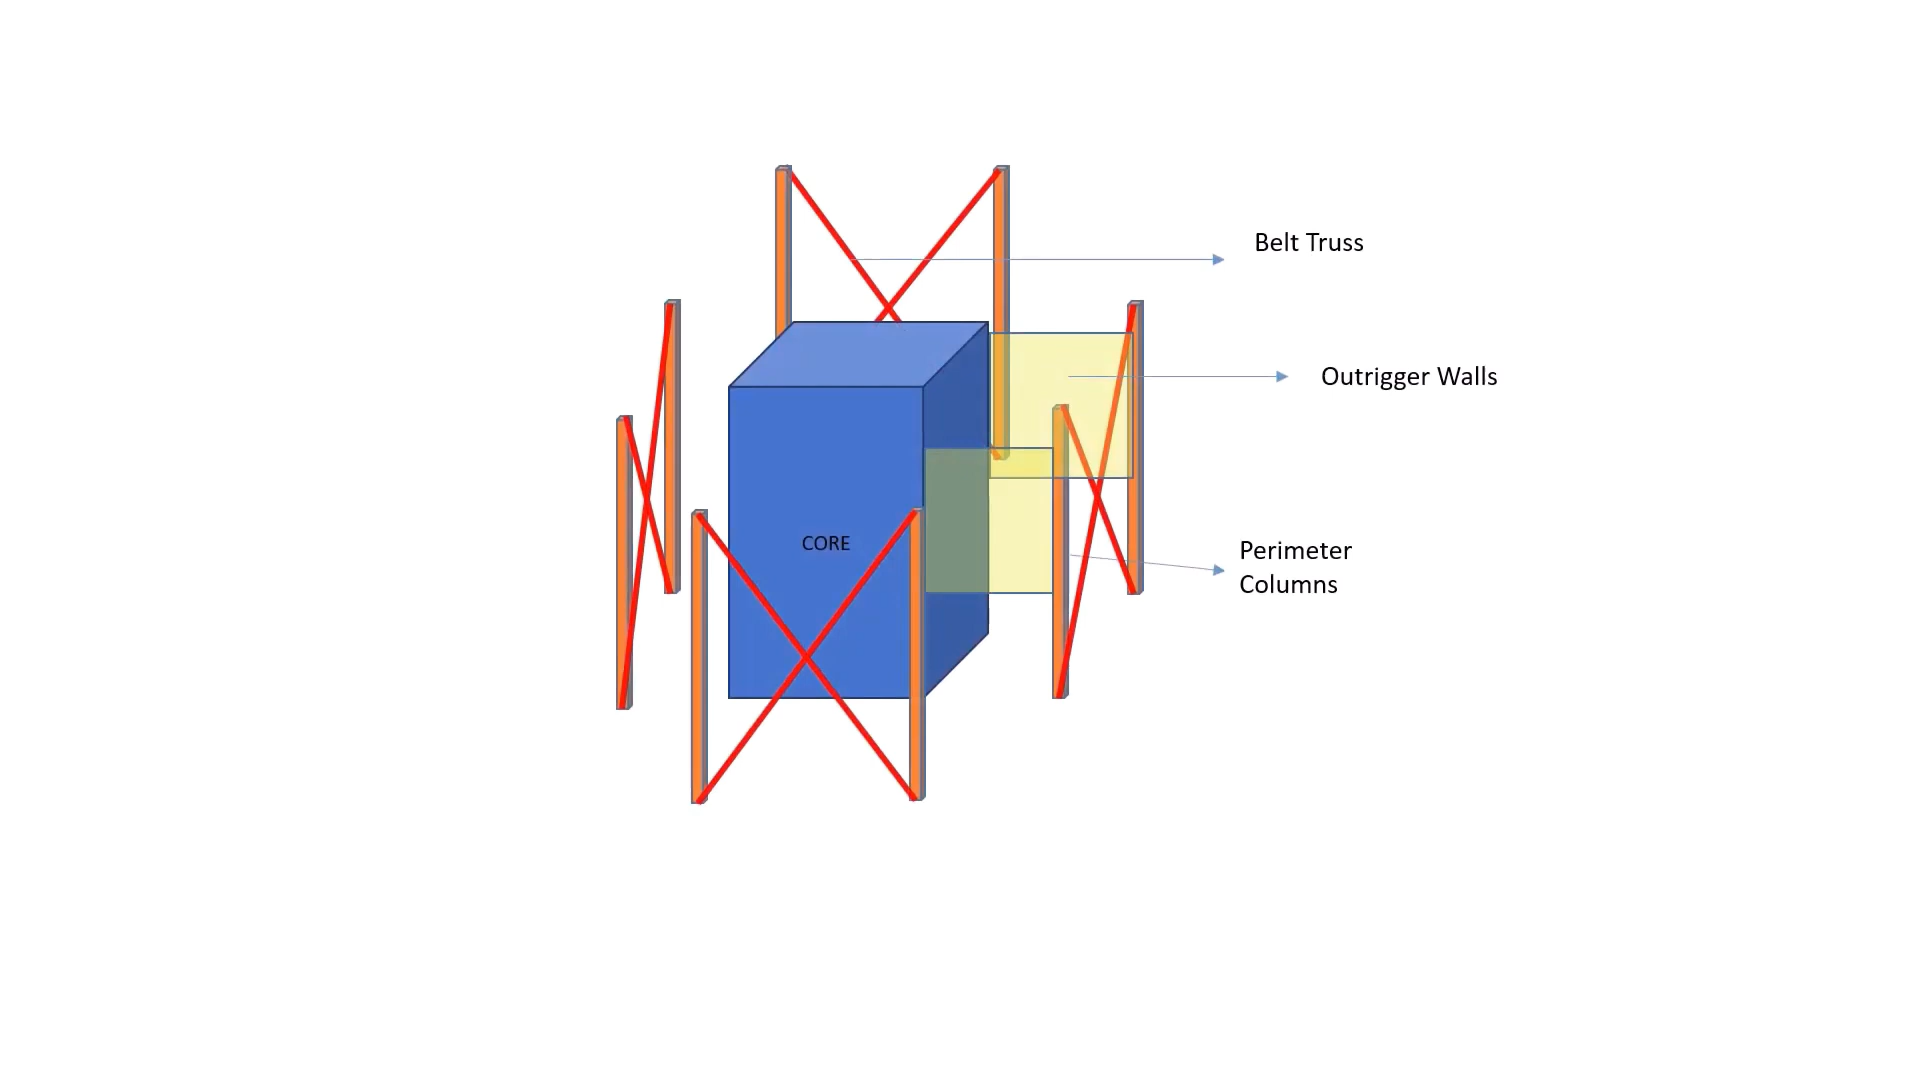 Belt Truss
Outrigger Walls
CORE
Perimeter
Columns